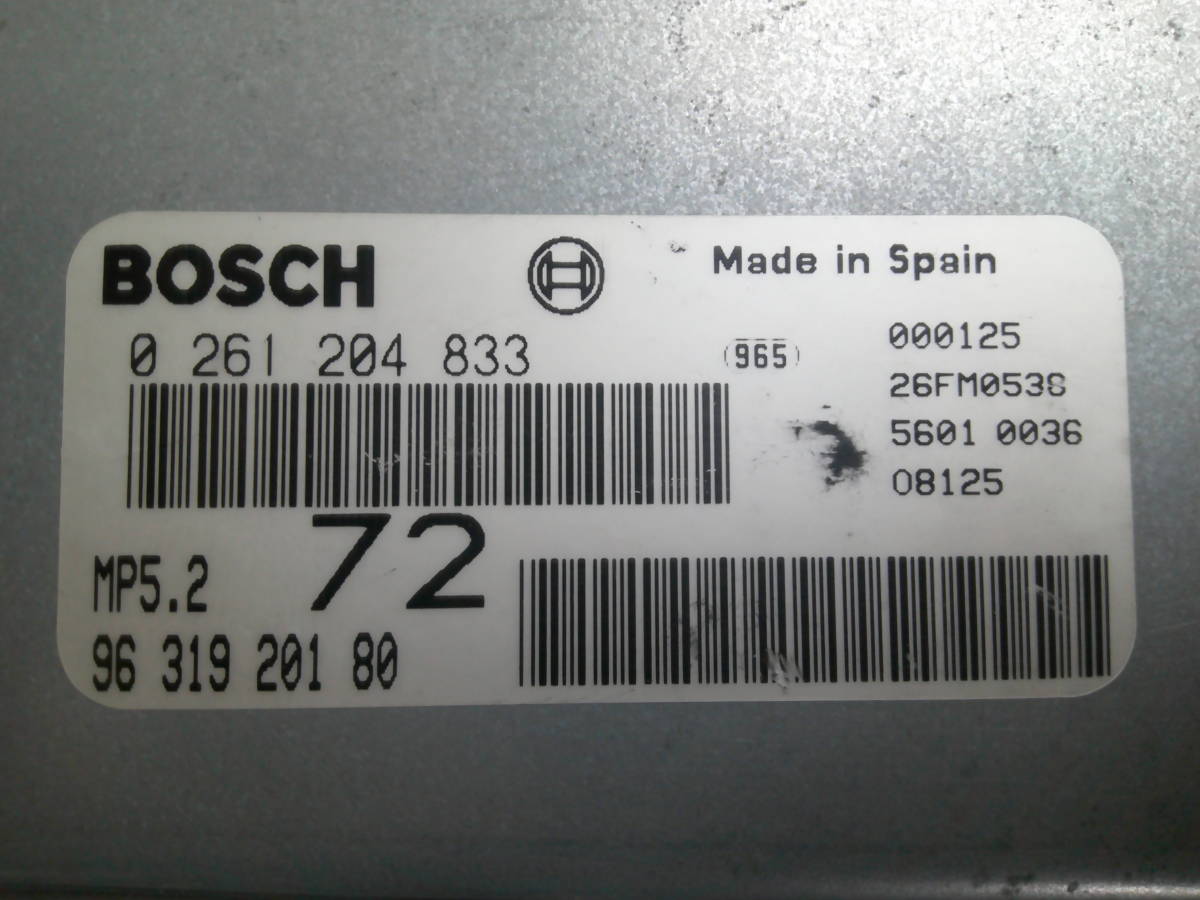 BOSCH
Made in Spain
0 261 204 833
(965)
000125
26FM0538
5601 0036
08125
72
MP5.2
96 319 201 80